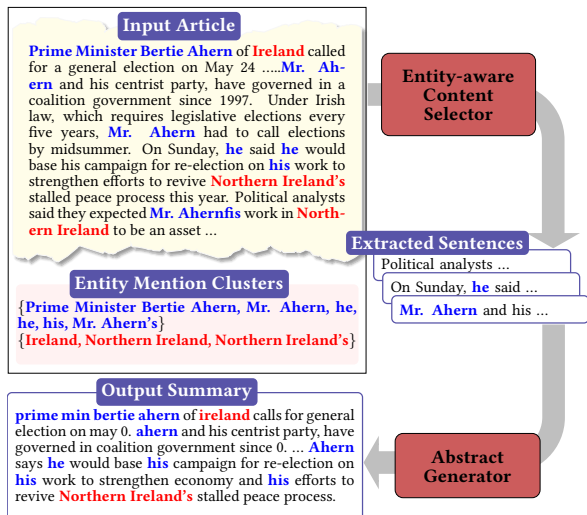 Input Article
Prime Minister Bertie Ahern of Ireland called
for a general election on May 24 .....Mr. Ah-
ern and his centrist party, have governed in a
coalition government since 1997. Under Irish
law, which requires legislative elections every
five years, Mr. Ahern had to call elections
by midsummer. On Sunday, he said he would
base his campaign for re-election on his work to
strengthen efforts to revive Northern Ireland's
stalled peace process this year. Political analysts
said they expected Mr. Ahernfis work in North-
ern Ireland to be an asset ...
Entity Mention Clusters
{Prime Minister Bertie Ahern, Mr. Ahern, he,
he, his, Mr. Ahern's}
{Ireland, Northern Ireland, Northern Ireland's}
Entity-aware
Content
Selector
Extracted Sentences
Political analysts ...
On Sunday, he said ...
Mr. Ahern and his ...
Abstract
Generator
Output Summary
prime min bertie ahern of ireland calls for general
election on may 0. ahern and his centrist party, have
governed in coalition government since 0. ... Ahern
says he would base his campaign for re-election on
his work to strengthen economy and his efforts to
revive Northern Ireland's stalled peace process.